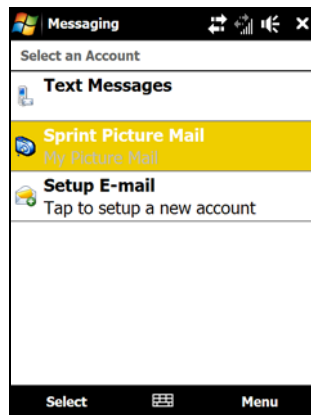 Messaging
Select an Account
Text Messages
Sprint Picture Mail
My Picture Mail
Setup E-mail
Tap to setup a new account
Select
Menu